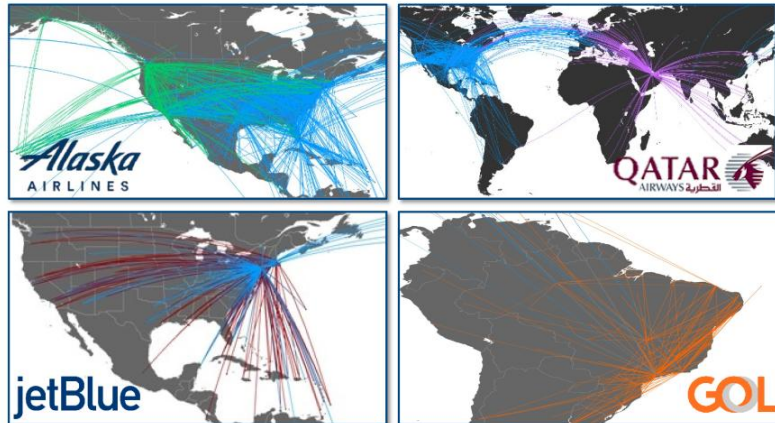 Alaska
AIRLINES
QATAR
AIRWAYS القطرية
jetBlue
GOL